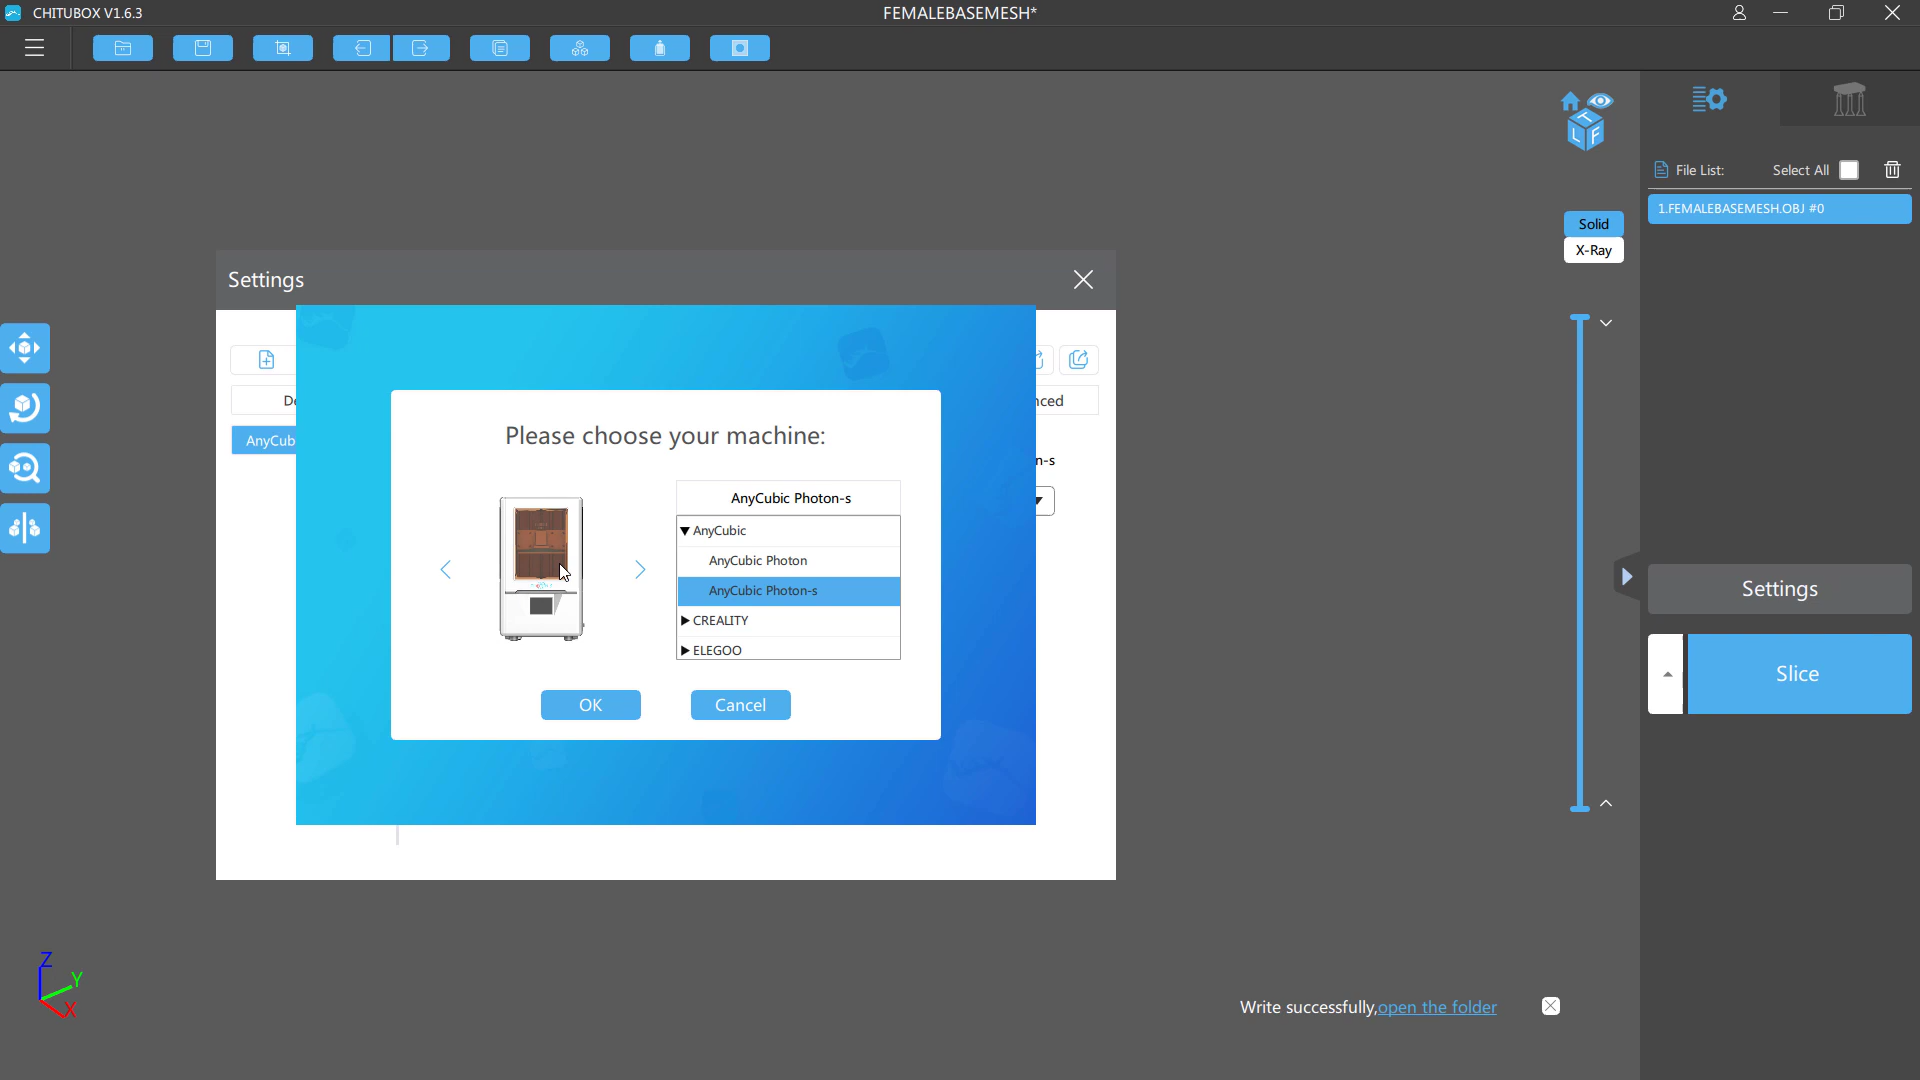 CHITUBOX V1.6.3
FEMALEBASEMESH*
File List:
Select All
1.FEMALEBASEMESH.OBJ #0
T
L F
Solid
X-Ray
Settings
Please choose your machine:
AnyCubic Photon-s
AnyCubic
AnyCubic Photon
AnyCubic Photon-s
CREALITY
ELEGOO
OK
Cancel
De
nced
AnyCub
n-s
Settings
Slice
Z
Y
X
Write successfully,open the folder